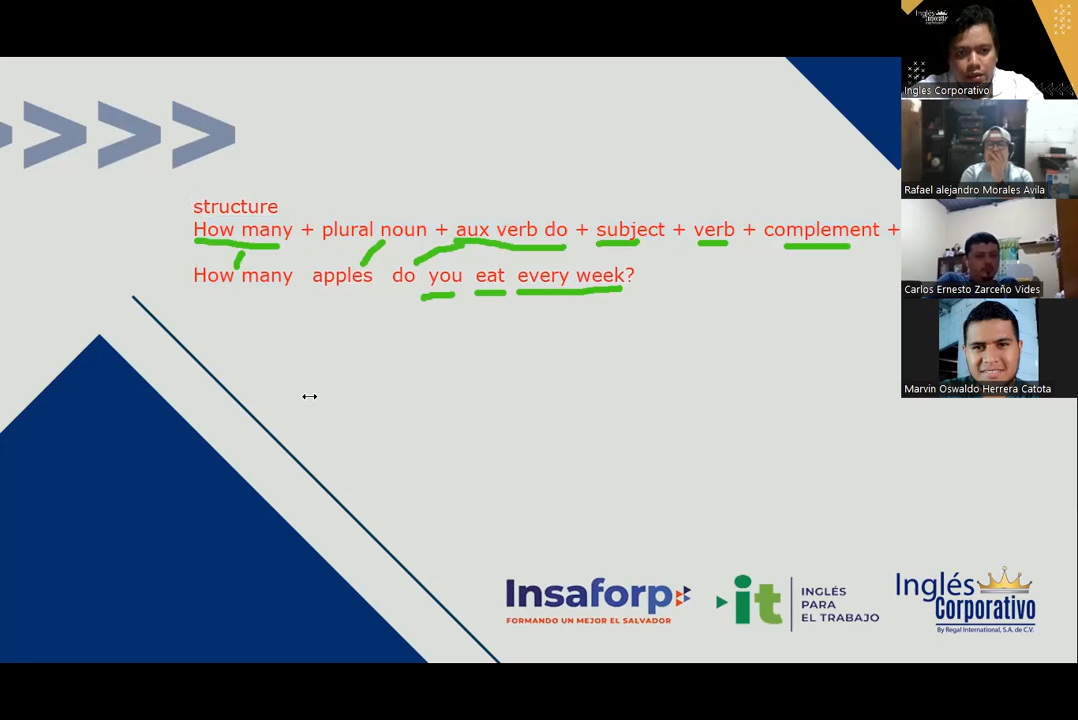 Inglés
Corporativo
Ingles Corporativo
Rafael alejandro Morales Avila
Carlos Ernesto Zarceño Vides
Marvin Oswaldo Herrera Catota
structure
How many + plural noun + aux verb do + subject + verb + complement +
How many apples do you eat every week?
Insaforp
FORMANDO UN MEJOR EL SALVADOR
it
INGLÉS
PARA
EL TRABAJO
Inglés
Corporativo
By Regal International, S.A. de C.V.